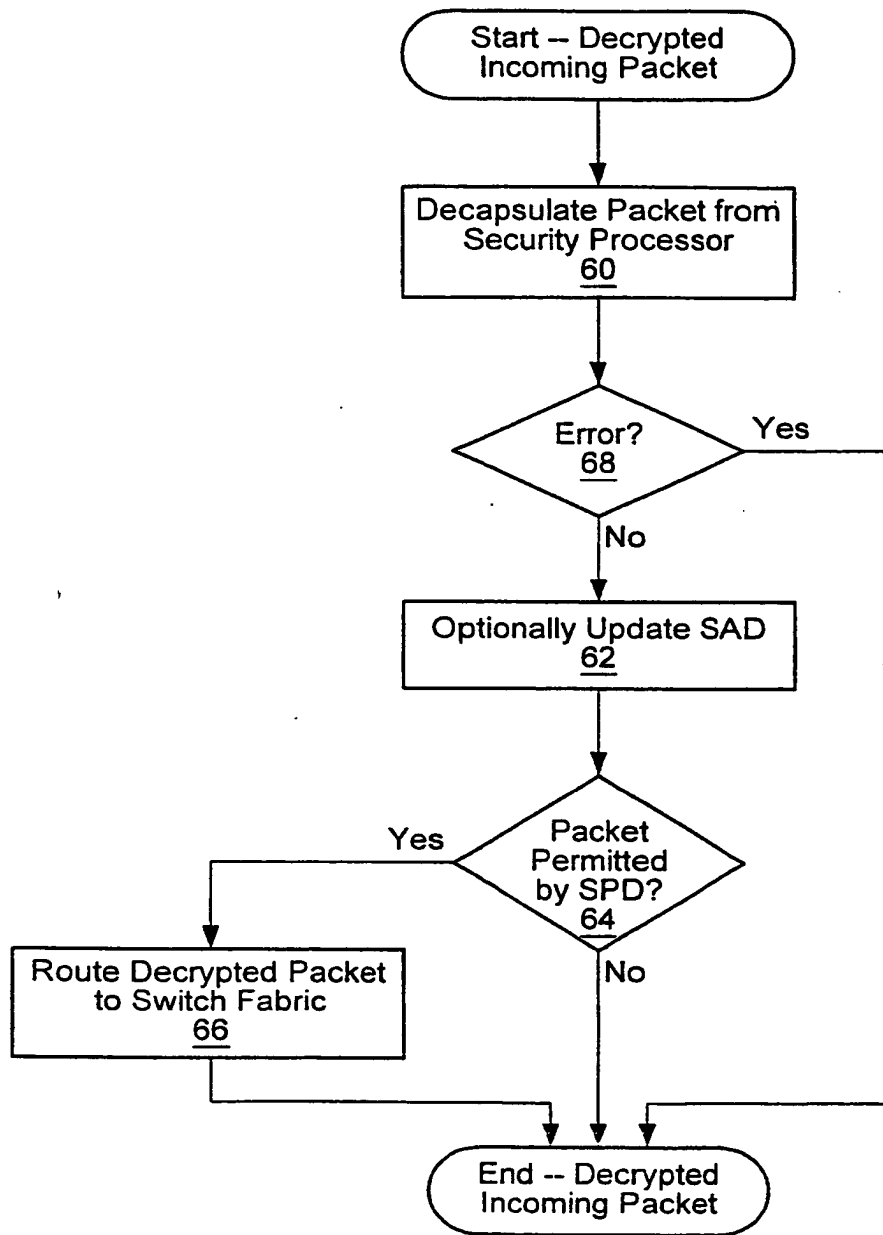 Start -- Decrypted
Incoming Packet
Decapsulate Packet from
Security Processor
60
Error?
68
Yes
No
Optionally Update SAD
62
Yes
Packet
Permitted
by SPD?
64
No
Route Decrypted Packet
to Switch Fabric
66
End -- Decrypted
Incoming Packet